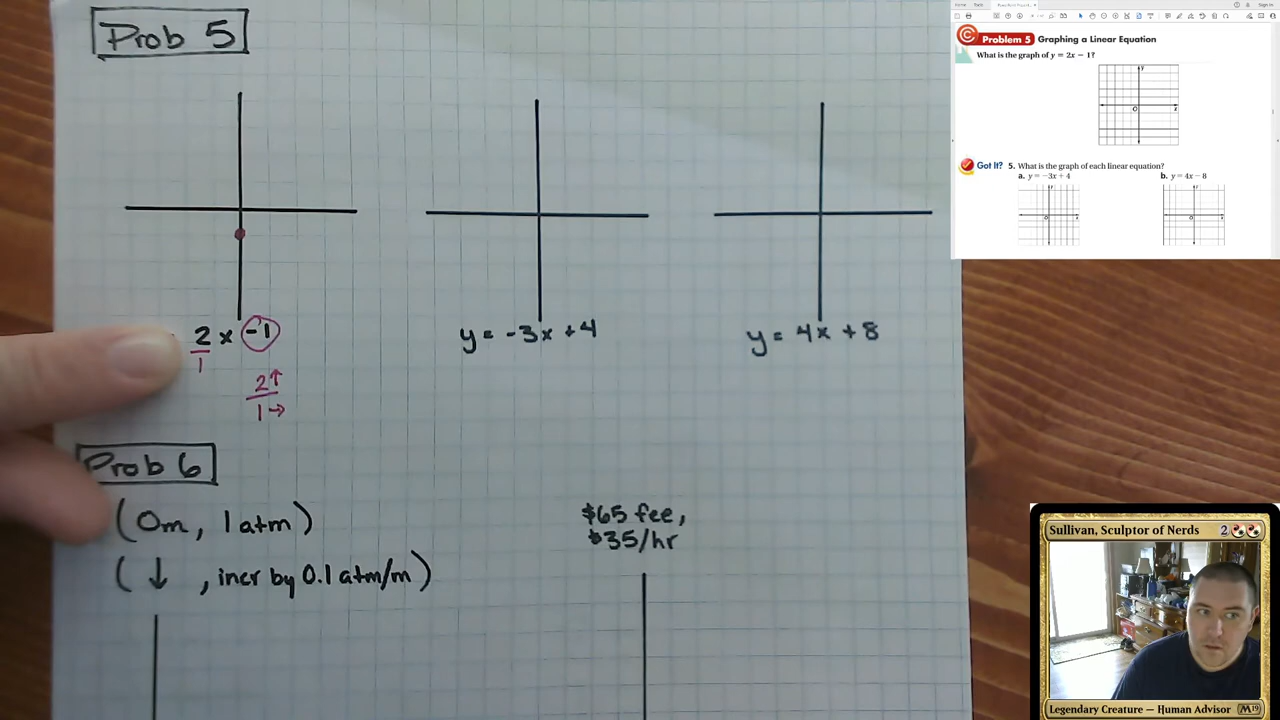 Prob 5
2x -1
1
2↑
1→
y = -3x +4
y = 4x +8
Prob 6
(0m, 1 atm)
(↓, incr by 0.1 atm/m)
$65 fee,
$35/hr
Problem 5 Graphing a Linear Equation
What is the graph of y = 2x − 1?
y
O
x
Got It? 5. What is the graph of each linear equation?
a. y = −3x + 4
b. y = 4x − 8
Sullivan, Sculptor of Nerds 2
Legendary Creature — Human Advisor M19